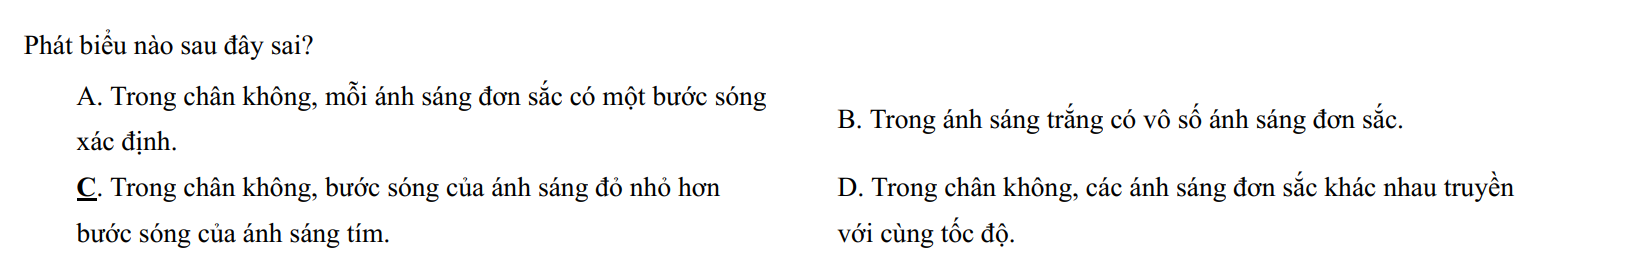 Phát biểu nào sau đây sai?
A. Trong chân không, mỗi ánh sáng đơn sắc có một bước sóng
xác định.
B. Trong ánh sáng trắng có vô số ánh sáng đơn sắc.
C. Trong chân không, bước sóng của ánh sáng đỏ nhỏ hơn
bước sóng của ánh sáng tím.
D. Trong chân không, các ánh sáng đơn sắc khác nhau truyền
với cùng tốc độ.